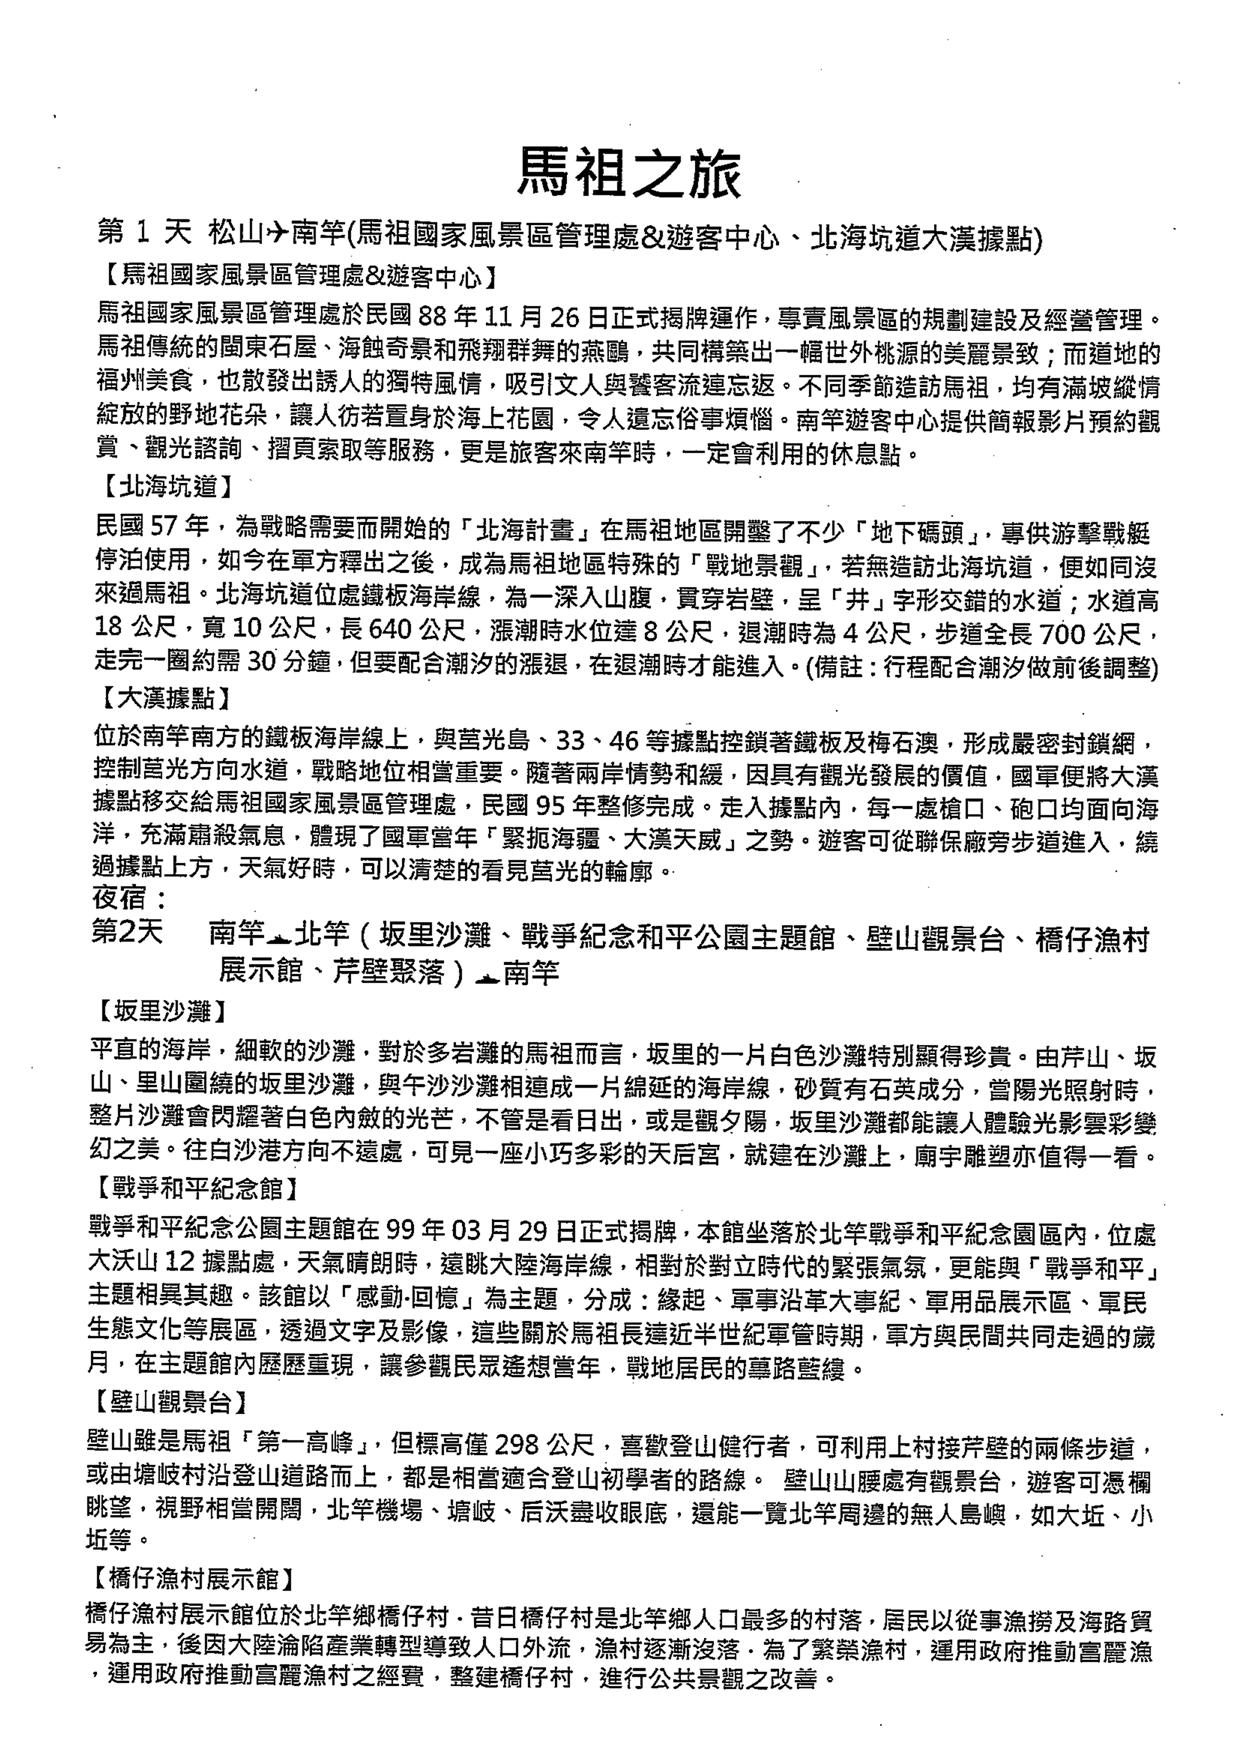 馬祖之旅
第 1 天 松山✈南竿(馬祖國家風景區管理處&遊客中心、北海坑道大漢據點)
【馬祖國家風景區管理處&遊客中心】
馬祖國家風景區管理處於民國 88 年 11 月 26 日正式揭牌運作，專責風景區的規劃建設及經營管理。
馬祖傳統的閩東石屋、海蝕奇景和飛翔群舞的燕鷗，共同構築出一幅世外桃源的美麗景致；而道地的
福州美食，也散發出誘人的獨特風情，吸引文人與饕客流連忘返。不同季節造訪馬祖，均有滿坡縱情
綻放的野地花朵，讓人彷若置身於海上花園，令人遺忘俗事煩惱。南竿遊客中心提供簡報影片預約觀
賞、觀光諮詢、摺頁索取等服務，更是旅客來南竿時，一定會利用的休息點。
【北海坑道】
民國 57 年，為戰略需要而開始的「北海計畫」在馬祖地區開鑿了不少「地下碼頭」，專供游擊戰艇
停泊使用，如今在軍方釋出之後，成為馬祖地區特殊的「戰地景觀」，若無造訪北海坑道，便如同沒
來過馬祖。北海坑道位處鐵板海岸線，為一深入山腹，貫穿岩壁，呈「井」字形交錯的水道；水道高
18 公尺，寬 10 公尺，長 640 公尺，漲潮時水位達 8 公尺，退潮時為 4 公尺，步道全長 700 公尺，
走完一圈約需 30 分鐘，但要配合潮汐的漲退，在退潮時才能進入。(備註：行程配合潮汐做前後調整)
【大漢據點】
位於南竿南方的鐵板海岸線上，與莒光島、33、46 等據點控鎖著鐵板及梅石澳，形成嚴密封鎖網，
控制莒光方向水道，戰略地位相當重要。隨著兩岸情勢和緩，因具有觀光發展的價值，國軍便將大漢
據點移交給馬祖國家風景區管理處，民國 95 年整修完成。走入據點內，每一處槍口、砲口均面向海
洋，充滿肅殺氣息，體現了國軍當年「緊扼海疆、大漢天威」之勢。遊客可從聯保廠旁步道進入，繞
過據點上方，天氣好時，可以清楚的看見莒光的輪廓。
夜宿：
第2天 南竿⛴北竿（坂里沙灘、戰爭紀念和平公園主題館、壁山觀景台、橋仔漁村
展示館、芹壁聚落）⛴南竿
【坂里沙灘】
平直的海岸，細軟的沙灘，對於多岩灘的馬祖而言，坂里的一片白色沙灘特別顯得珍貴。由芹山、坂
山、里山圍繞的坂里沙灘，與午沙沙灘相連成一片綿延的海岸線，砂質有石英成分，當陽光照射時，
整片沙灘會閃耀著白色內斂的光芒，不管是看日出，或是觀夕陽，坂里沙灘都能讓人體驗光影雲彩變
幻之美。往白沙港方向不遠處，可見一座小巧多彩的天后宮，就建在沙灘上，廟宇雕塑亦值得一看。
【戰爭和平紀念館】
戰爭和平紀念公園主題館在 99 年 03 月 29 日正式揭牌，本館坐落於北竿戰爭和平紀念園區內，位處
大沃山 12 據點處，天氣晴朗時，遠眺大陸海岸線，相對於對立時代的緊張氣氛，更能與「戰爭和平」
主題相異其趣。該館以「感動‧回憶」為主題，分成：緣起、軍事沿革大事紀、軍用品展示區、軍民
生態文化等展區，透過文字及影像，這些關於馬祖長達近半世紀軍管時期，軍方與民間共同走過的歲
月，在主題館內歷歷重現，讓參觀民眾遙想當年，戰地居民的蓽路藍縷。
【壁山觀景台】
壁山雖是馬祖「第一高峰」，但標高僅 298 公尺，喜歡登山健行者，可利用上村接芹壁的兩條步道，
或由塘岐村沿登山道路而上，都是相當適合登山初學者的路線。 壁山山腰處有觀景台，遊客可憑欄
眺望，視野相當開闊，北竿機場、塘岐、后沃盡收眼底，還能一覽北竿周邊的無人島嶼，如大坵、小
坵等。
【橋仔漁村展示館】
橋仔漁村展示館位於北竿鄉橋仔村．昔日橋仔村是北竿鄉人口最多的村落，居民以從事漁撈及海路貿
易為主，後因大陸淪陷產業轉型導致人口外流，漁村逐漸沒落．為了繁榮漁村，運用政府推動富麗漁
，運用政府推動富麗漁村之經費，整建橋仔村，進行公共景觀之改善。